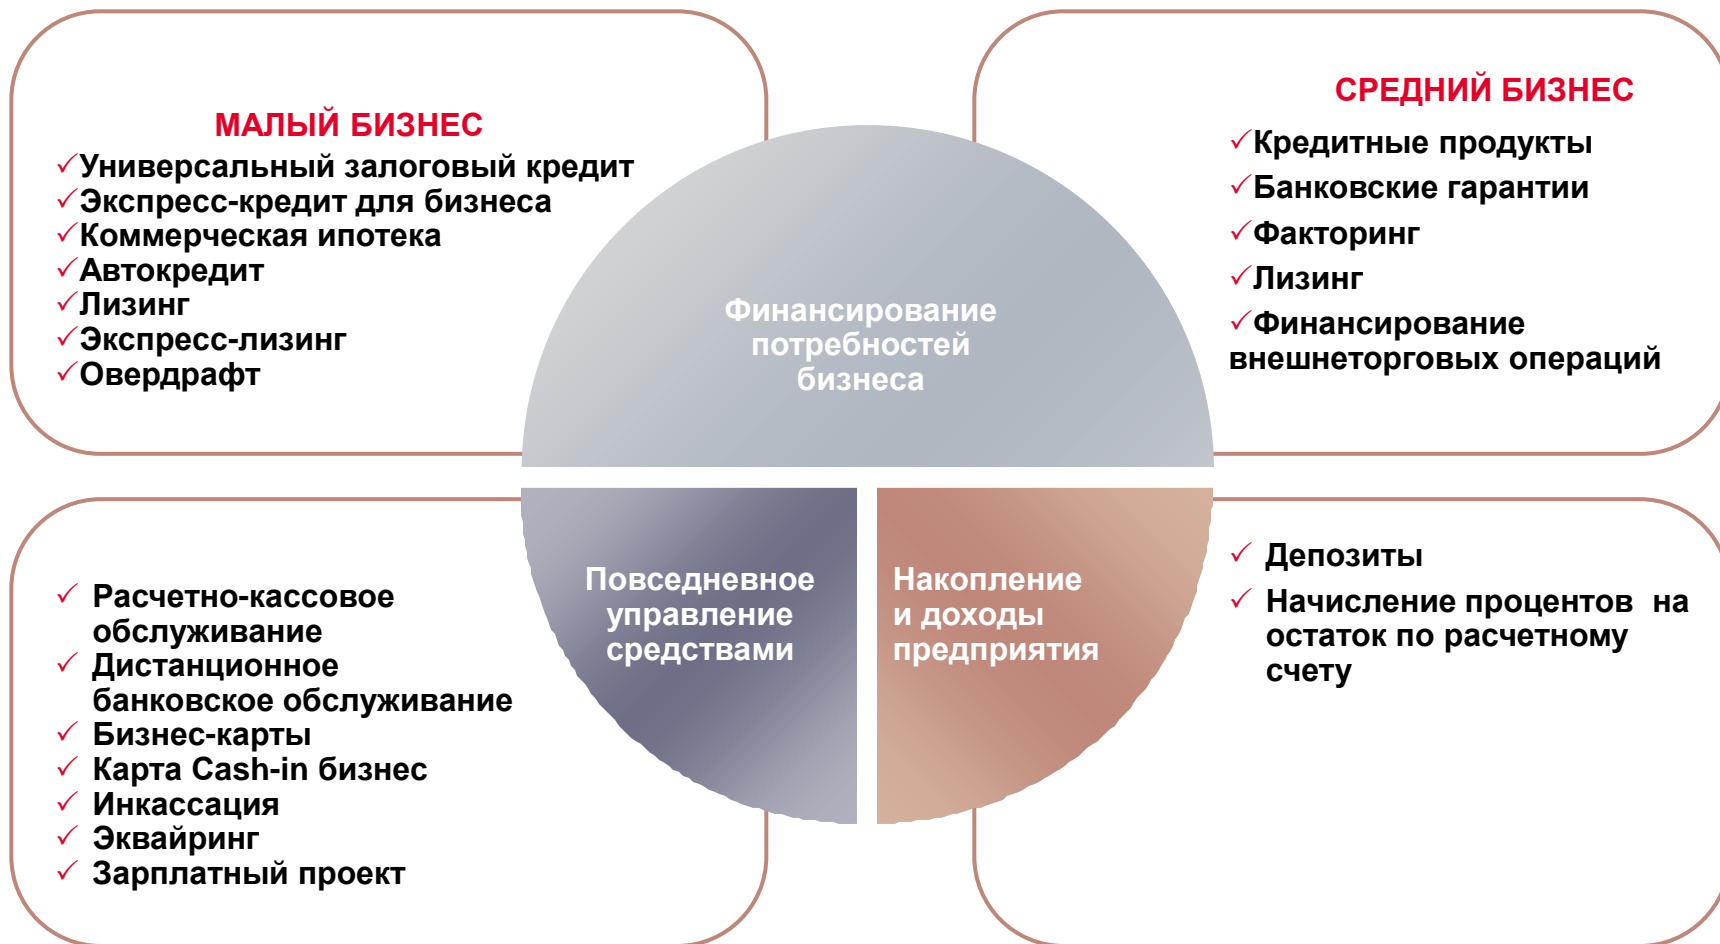 МАЛЫЙ БИЗНЕС
Универсальный залоговый кредит
Экспресс-кредит для бизнеса
Коммерческая ипотека
Автокредит
Лизинг
Экспресс-лизинг
Овердрафт
СРЕДНИЙ БИЗНЕС
Кредитные продукты
Банковские гарантии
Факторинг
Лизинг
Финансирование
внешнеторговых операций
Финансирование
потребностей
бизнеса
Повседневное
управление
средствами
Накопление
и доходы
предприятия
Расчетно-кассовое
обслуживание
Дистанционное
банковское обслуживание
Бизнес-карты
Карта Cash-in бизнес
Инкассация
Эквайринг
Зарплатный проект
Депозиты
Начисление процентов на
остаток по расчетному
счету